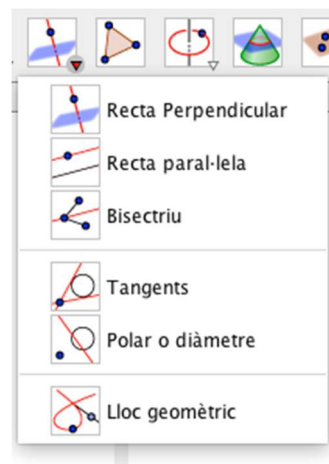 Recta Perpendicular
Recta paral·lela
Bisectriu
Tangents
Polar o diàmetre
Lloc geomètric